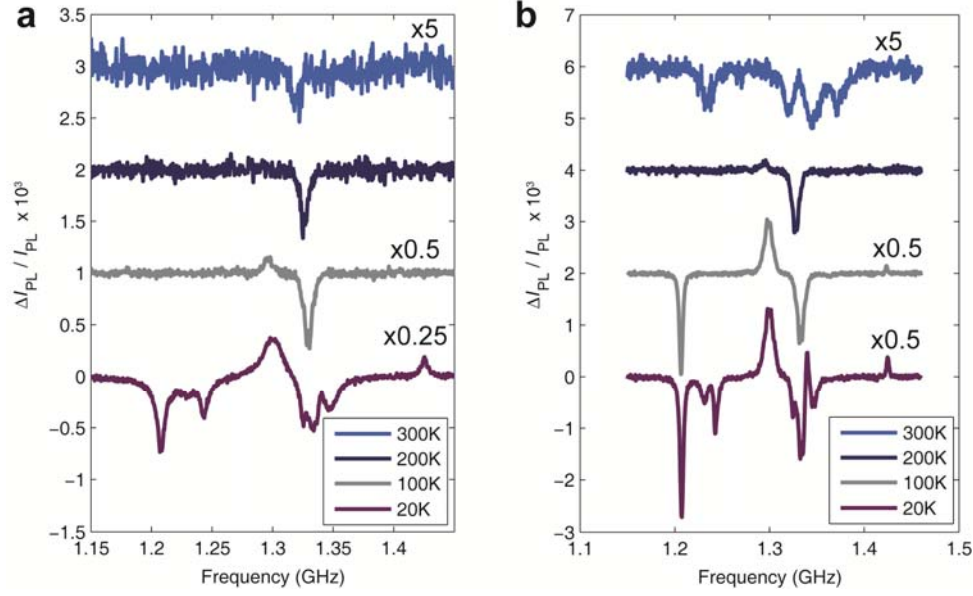 a
3.5
3
2.5
2
1.5
1
0.5
0
−0.5
−1
−1.5
ΔI_PL / I_PL x 10³
x5
x0.5
x0.25
300K
200K
100K
20K
1.15 1.2 1.25 1.3 1.35 1.4
Frequency (GHz)
b
7
6
5
4
3
2
1
0
−1
−2
−3
ΔI_PL / I_PL x 10³
x5
x0.5
x0.5
300K
200K
100K
20K
1.1 1.2 1.3 1.4 1.5
Frequency (GHz)